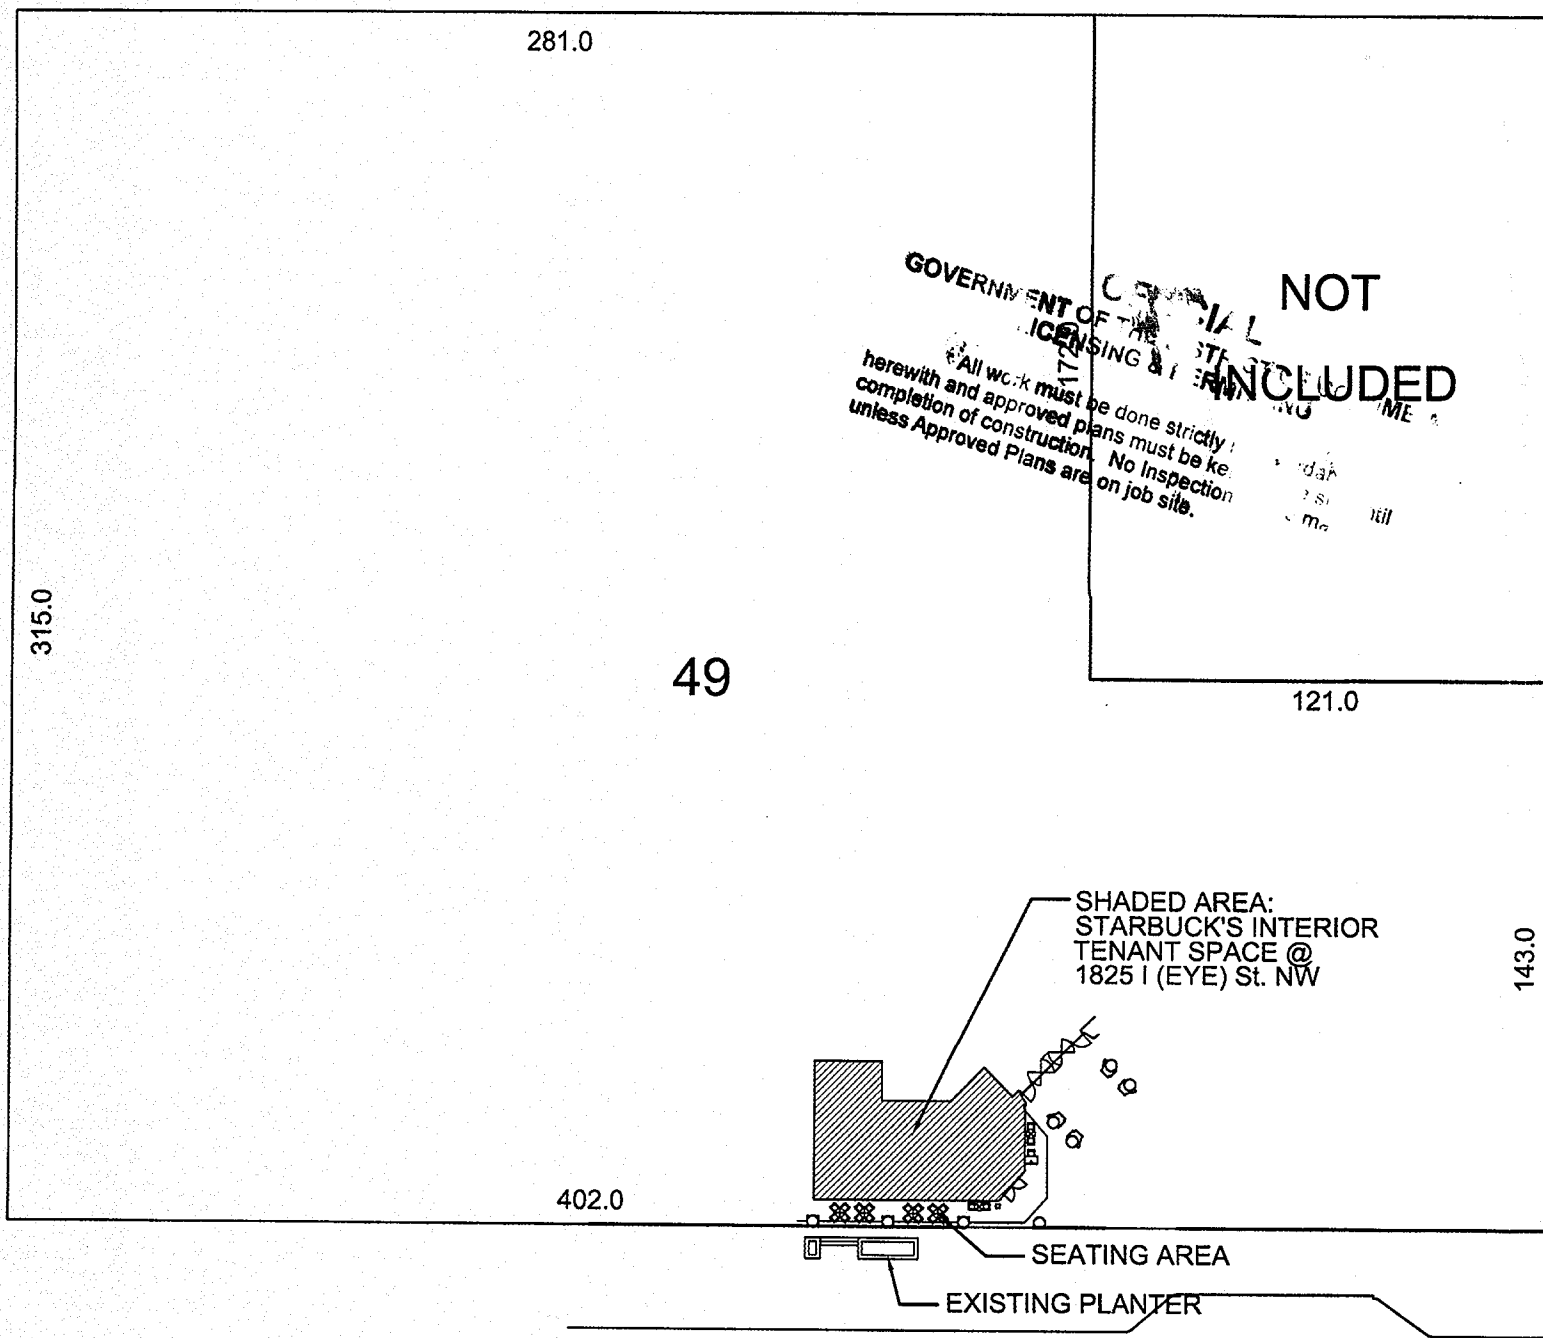 281.0
NOT
INCLUDED
GOVERNMENT OF
LICENSING &
All work must be done strictly
herewith and approved plans must be
completion of construction. No Inspection
unless Approved Plans are on job site.
315.0
49
121.0
SHADED AREA:
STARBUCK'S INTERIOR
TENANT SPACE @
1825 I (EYE) St. NW
143.0
402.0
SEATING AREA
EXISTING PLANTER